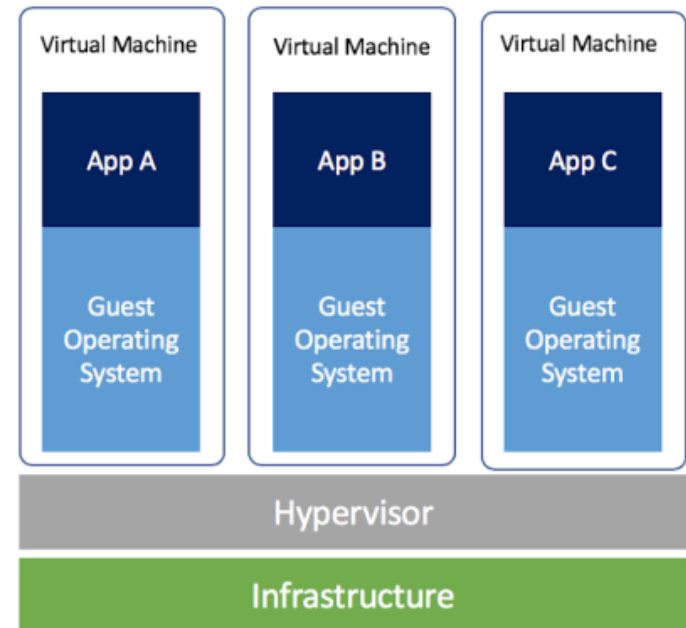 Virtual Machine
Virtual Machine
Virtual Machine
App A
App B
App C
Guest
Operating
System
Guest
Operating
System
Guest
Operating
System
Hypervisor
Infrastructure